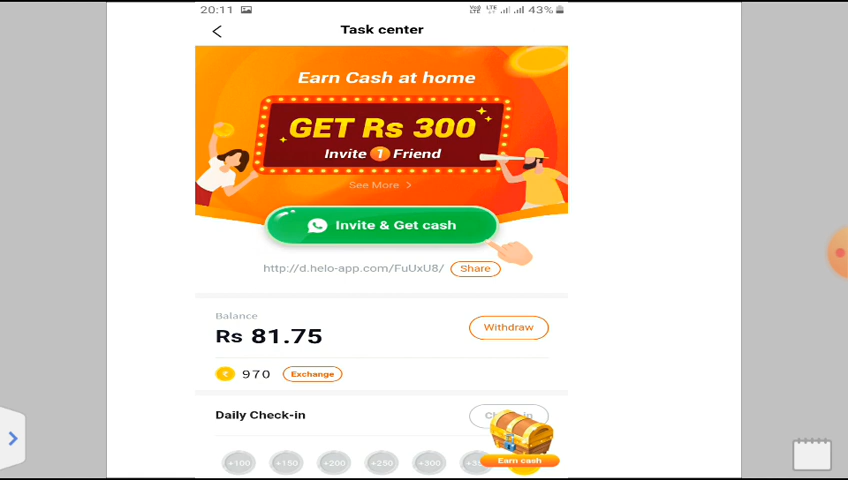 20:11 43%
Task center
Earn Cash at home
GET Rs 300
Invite 1 Friend
See More >
Invite & Get cash
http://d.helo-app.com/FuUxU8/ Share
Balance
Rs 81.75 Withdraw
970 Exchange
Daily Check-in
Earn cash
+100 +150 +200 +250 +300